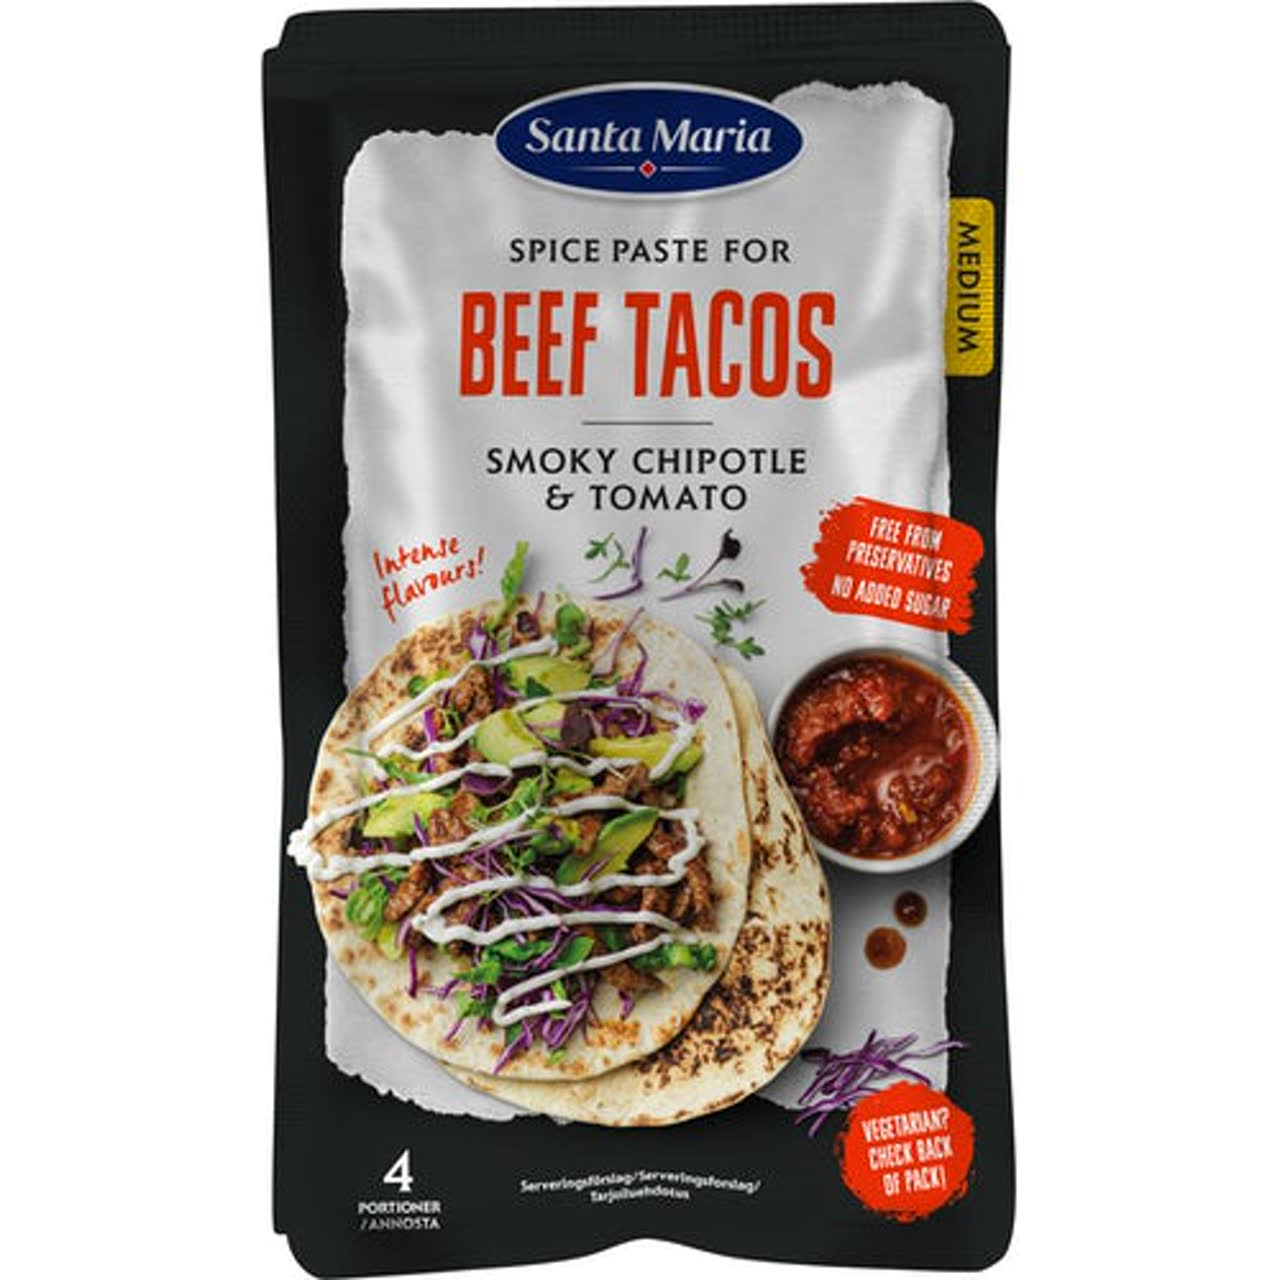 Santa Maria
SPICE PASTE FOR
BEEF TACOS
SMOKY CHIPOTLE
& TOMATO
MEDIUM
Intense
flavours!
FREE FROM
PRESERVATIVES
NO ADDED SUGAR
VEGETARIAN?
CHECK BACK
OF PACK!
4
PORTIONER
/ANNOSTA
Serveringsförslag/Serveringsforslag/
Tarjoiluehdotus